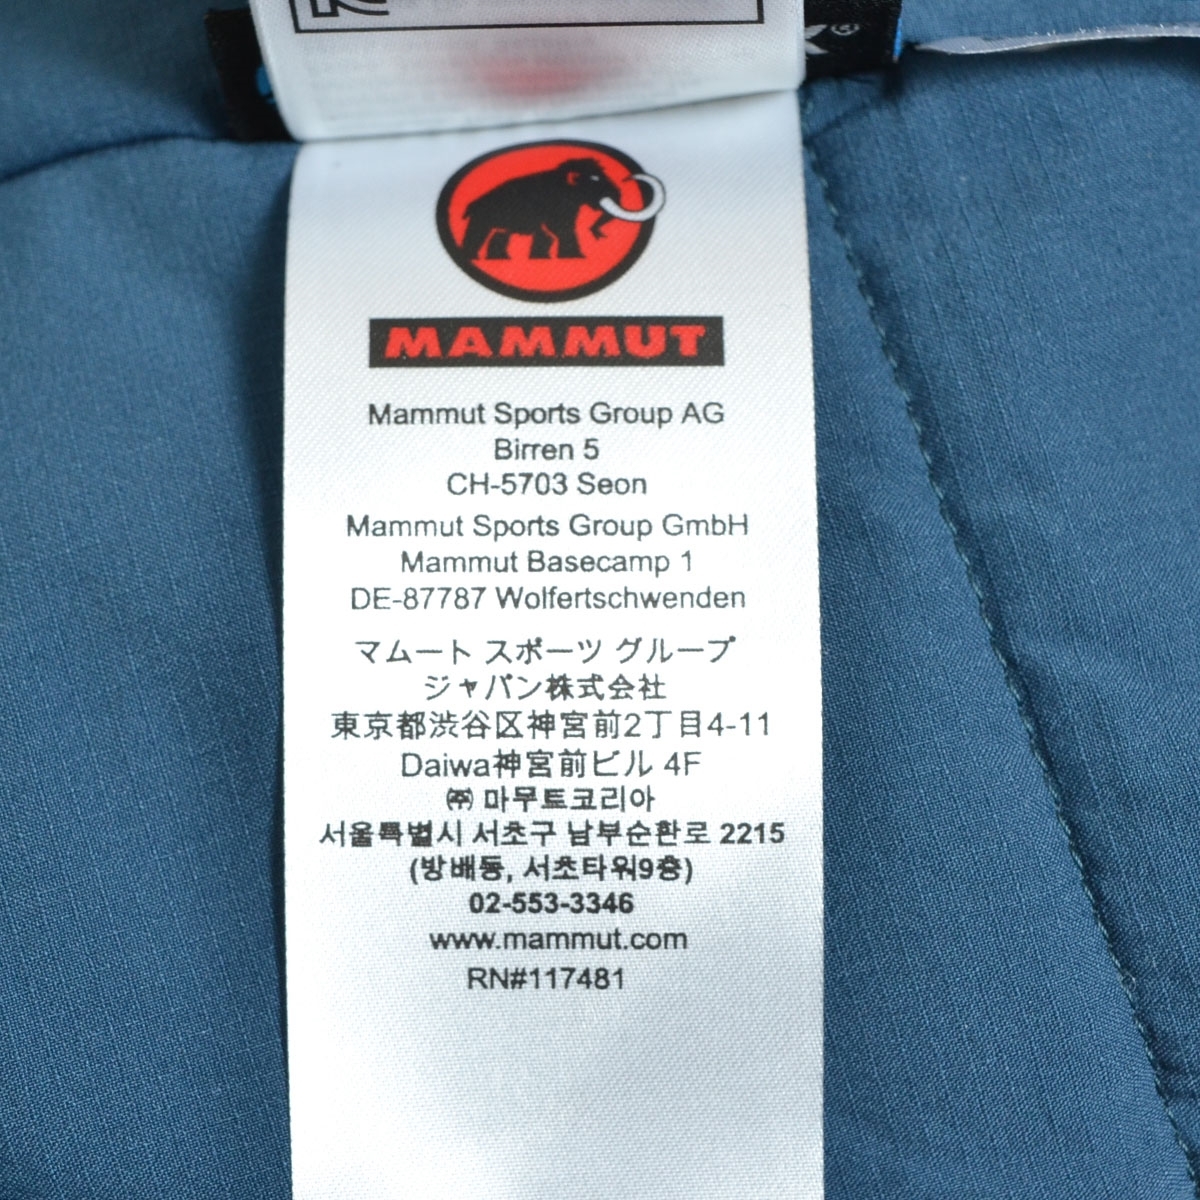 MAMMUT
Mammut Sports Group AG
Birren 5
CH-5703 Seon
Mammut Sports Group GmbH
Mammut Basecamp 1
DE-87787 Wolfertschwenden
マムート スポーツ グループ
ジャパン株式会社
東京都渋谷区神宮前2丁目4-11
Daiwa神宮前ビル 4F
㈜ 마무트코리아
서울특별시 서초구 남부순환로 2215
(방배동, 서초타워9층)
02-553-3346
www.mammut.com
RN#117481